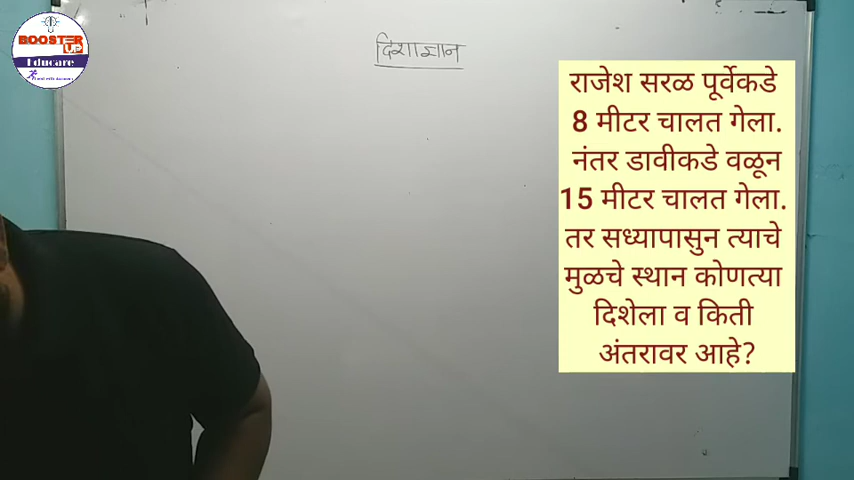 BOOSTER
UP
Educare
दिशाज्ञान
राजेश सरळ पूर्वेकडे
8 मीटर चालत गेला.
नंतर डावीकडे वळून
15 मीटर चालत गेला.
तर सध्यापासुन त्याचे
मुळचे स्थान कोणत्या
दिशेला व किती
अंतरावर आहे?